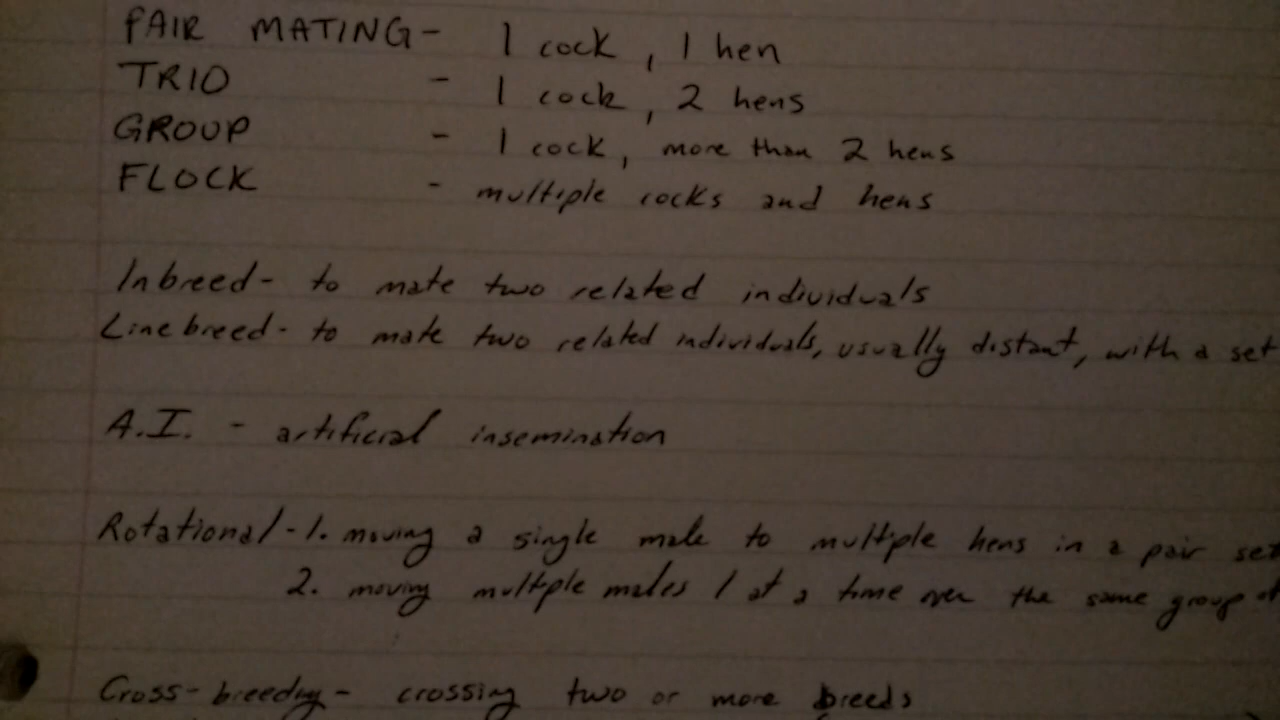 PAIR MATING - 1 cock, 1 hen
TRIO - 1 cock, 2 hens
GROUP - 1 cock, more than 2 hens
FLOCK - multiple cocks and hens
Inbreed - to mate two related individuals
Linebreed - to mate two related individuals, usually distant, with a set
A.I. - artificial insemination
Rotational - 1. moving a single male to multiple hens in a pair set
2. moving multiple males 1 at a time over the same group of
Cross-breeding - crossing two or more breeds